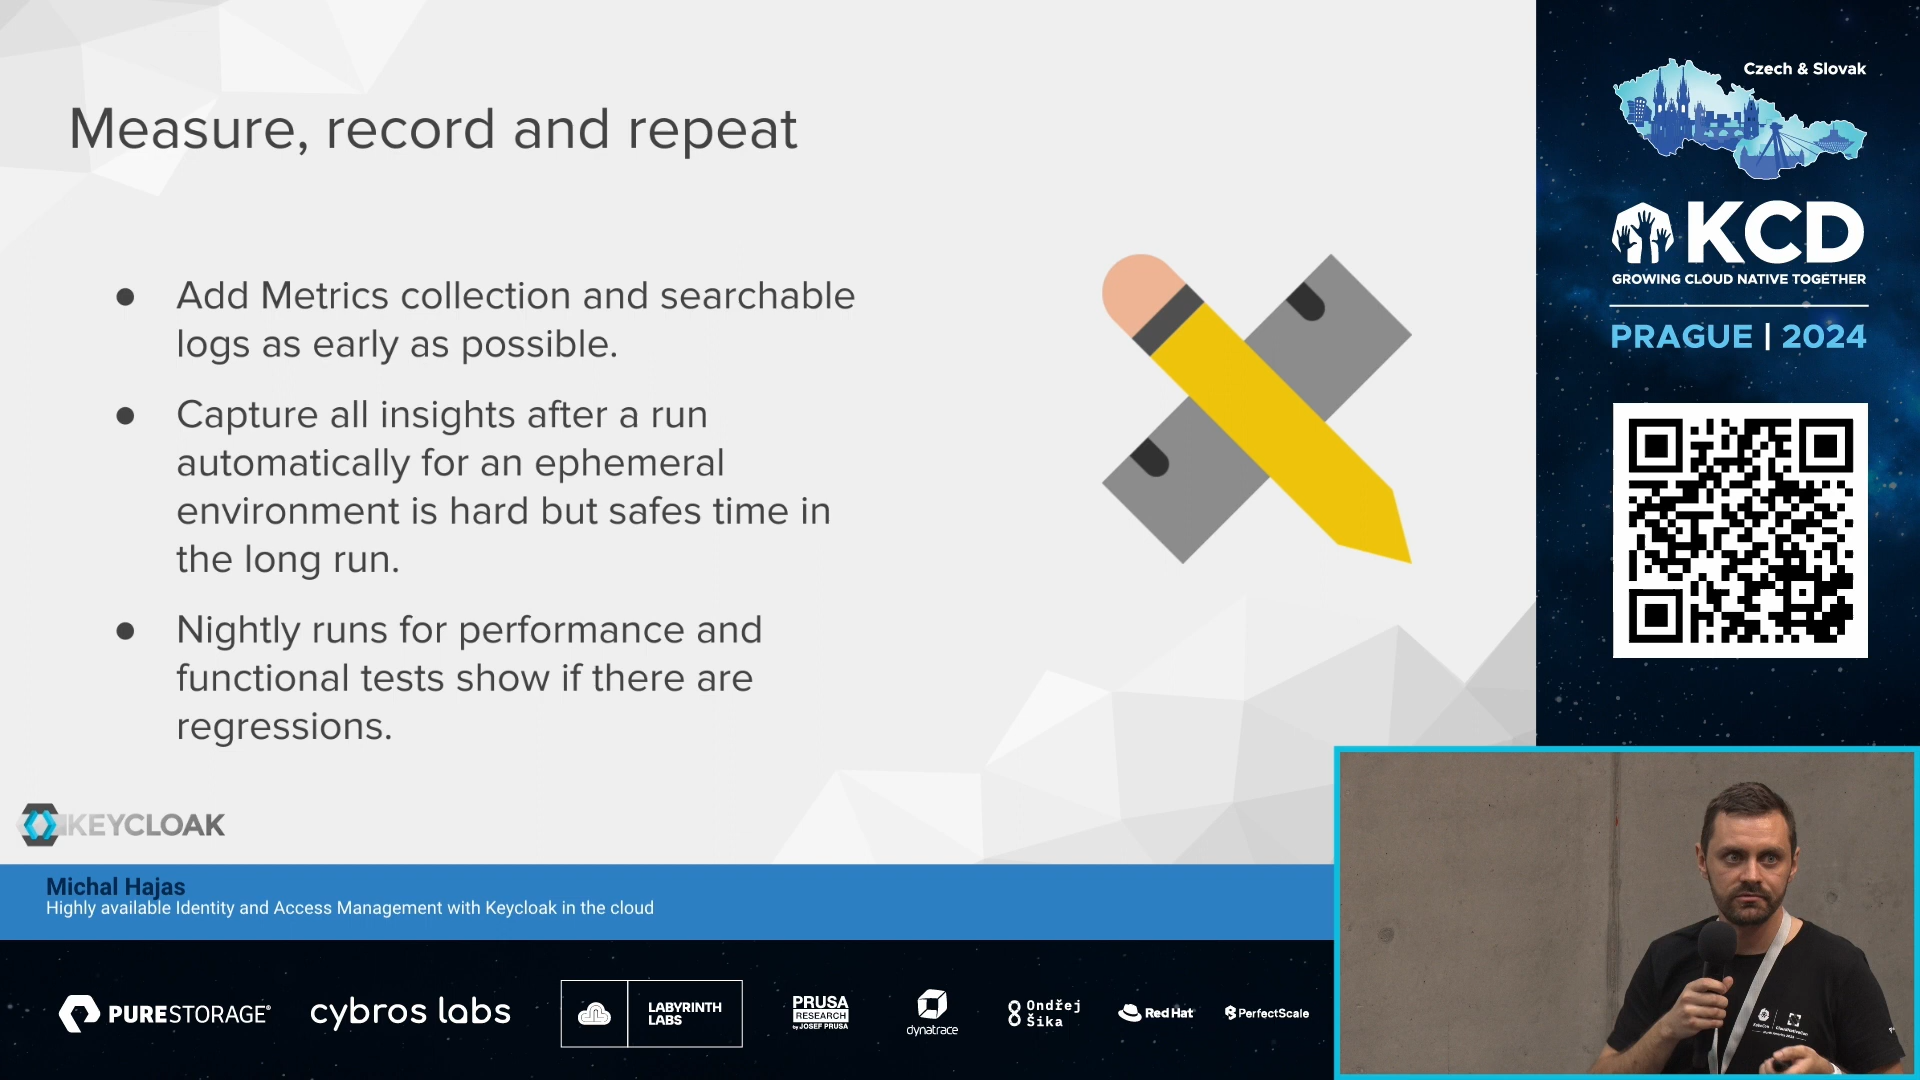 Measure, record and repeat
● Add Metrics collection and searchable
logs as early as possible.
● Capture all insights after a run
automatically for an ephemeral
environment is hard but safes time in
the long run.
● Nightly runs for performance and
functional tests show if there are
regressions.
KEYCLOAK
Michal Hajas
Highly available Identity and Access Management with Keycloak in the cloud
Czech & Slovak
KCD
GROWING CLOUD NATIVE TOGETHER
PRAGUE | 2024
PURESTORAGE®
cybros labs
LABYRINTH
LABS
PRUSA
RESEARCH
by JOSEF PRUSA
dynatrace
Ondřej
Šika
Red Hat
PerfectScale